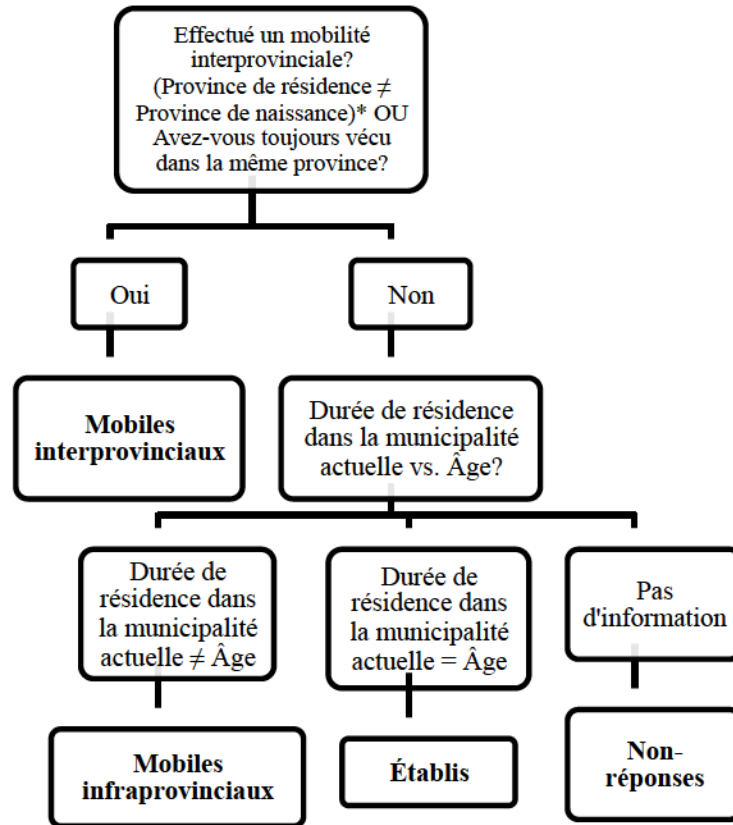 Effectué un mobilité
interprovinciale?
(Province de résidence ≠
Province de naissance)* OU
Avez-vous toujours vécu
dans la même province?
Oui
Non
Mobiles
interprovinciaux
Durée de résidence
dans la municipalité
actuelle vs. Âge?
Durée de
résidence dans
la municipalité
actuelle ≠ Âge
Durée de
résidence dans
la municipalité
actuelle = Âge
Pas
d'information
Mobiles
infraprovinciaux
Établis
Non-
réponses